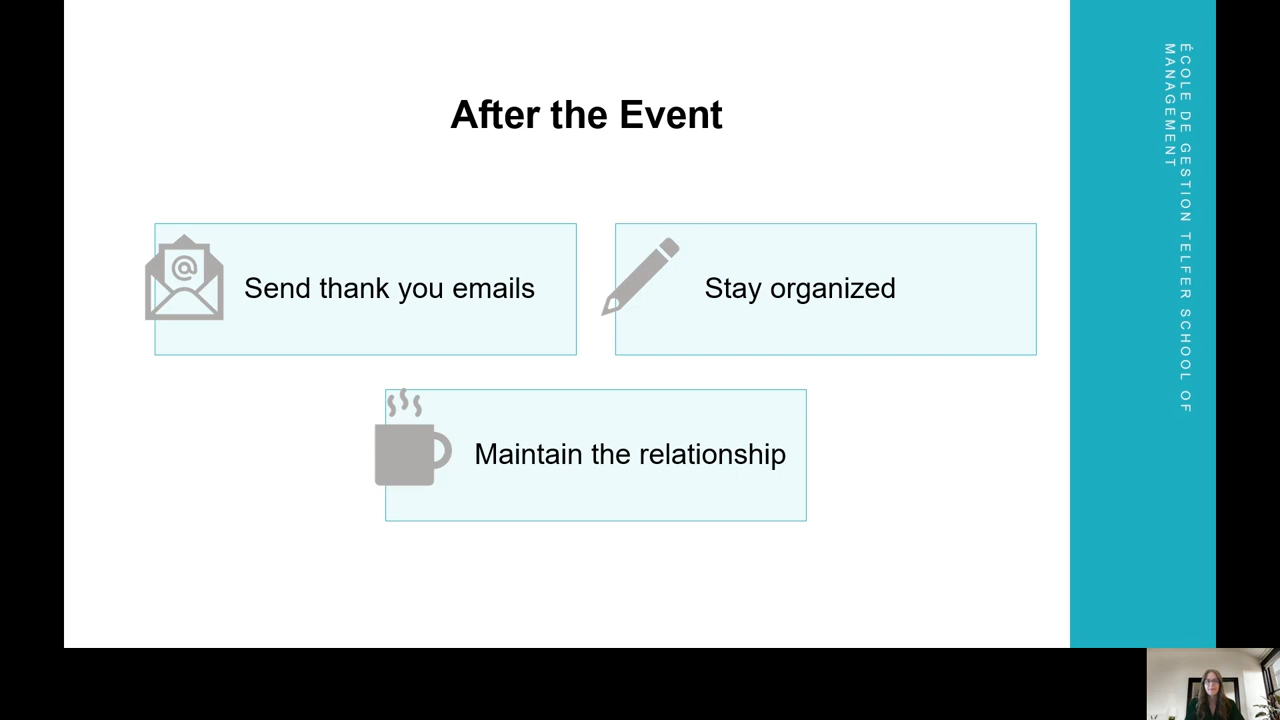 After the Event
Send thank you emails
Stay organized
Maintain the relationship
ÉCOLE DE GESTION TELFER SCHOOL OF
MANAGEMENT